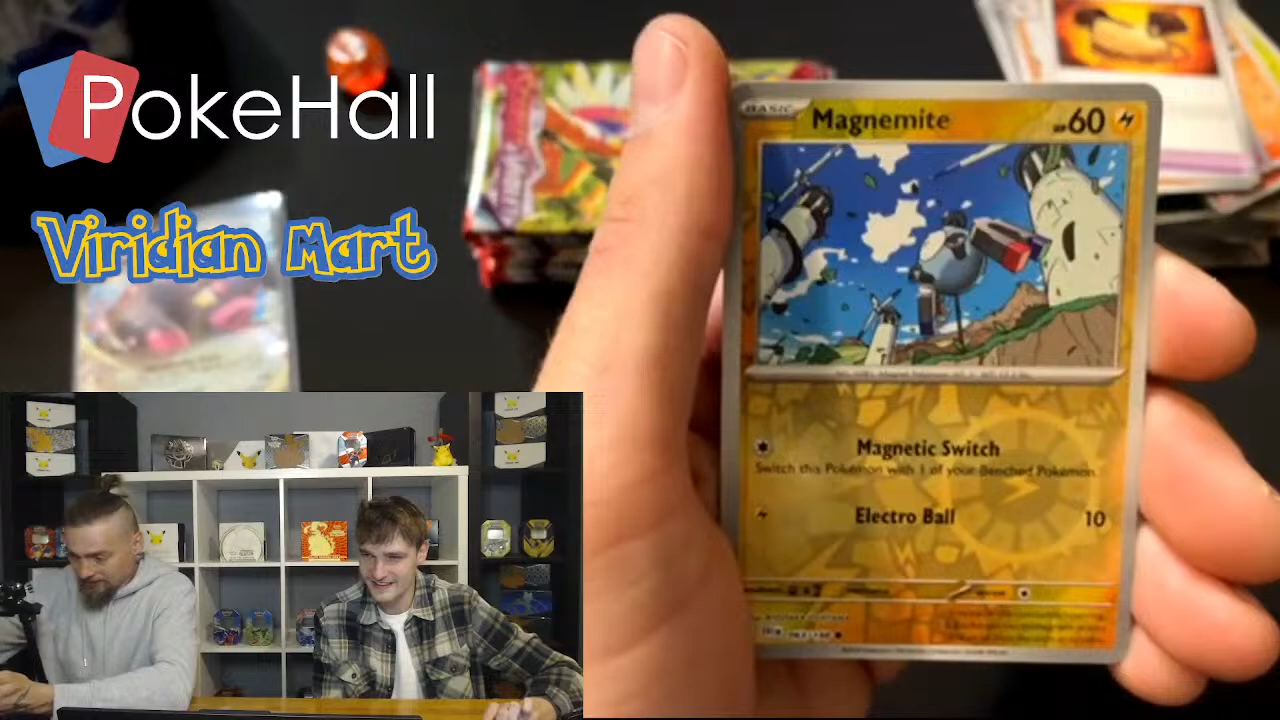 PokeHall
Viridian Mart
BASIC
Magnemite
HP60
Magnetic Switch
Switch this Pokémon with 1 of your Benched Pokémon.
Electro Ball 10
×2